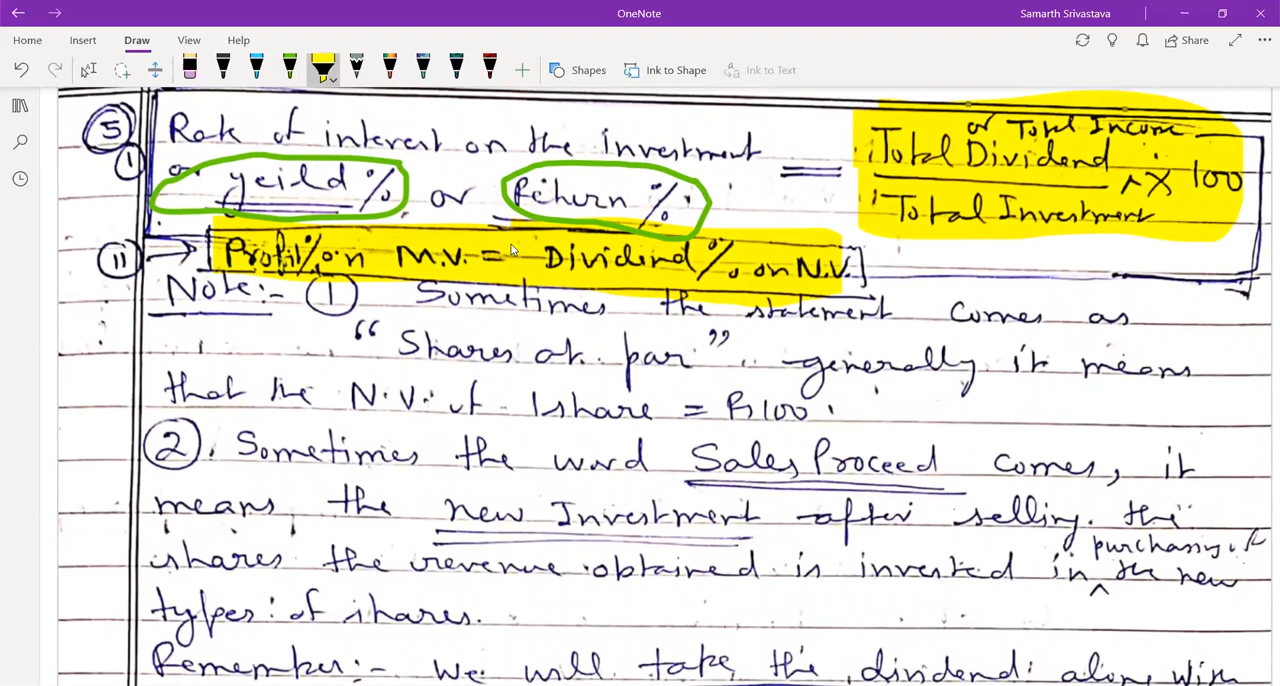 OneNote
Samarth Srivastava
Home Insert Draw View Help
Share
Shapes Ink to Shape Ink to Text
5 Rate of interest on the Investment = Total Dividend or Total Income / Total Investment × 100
1 or yeild % or Return %
11 → [Profit% on M.V. = Dividend % on N.V.]
Note:- 1 Sometimes the statement comes as
"Shares at par" generally it means
that the N.V. of 1share = Rs100.
2. Sometimes the word Sales Proceed comes, it
means the new Investment after selling the
shares the revenue obtained is invested in purchasing of the new
types of shares.
Remember:- We will take the dividend along with